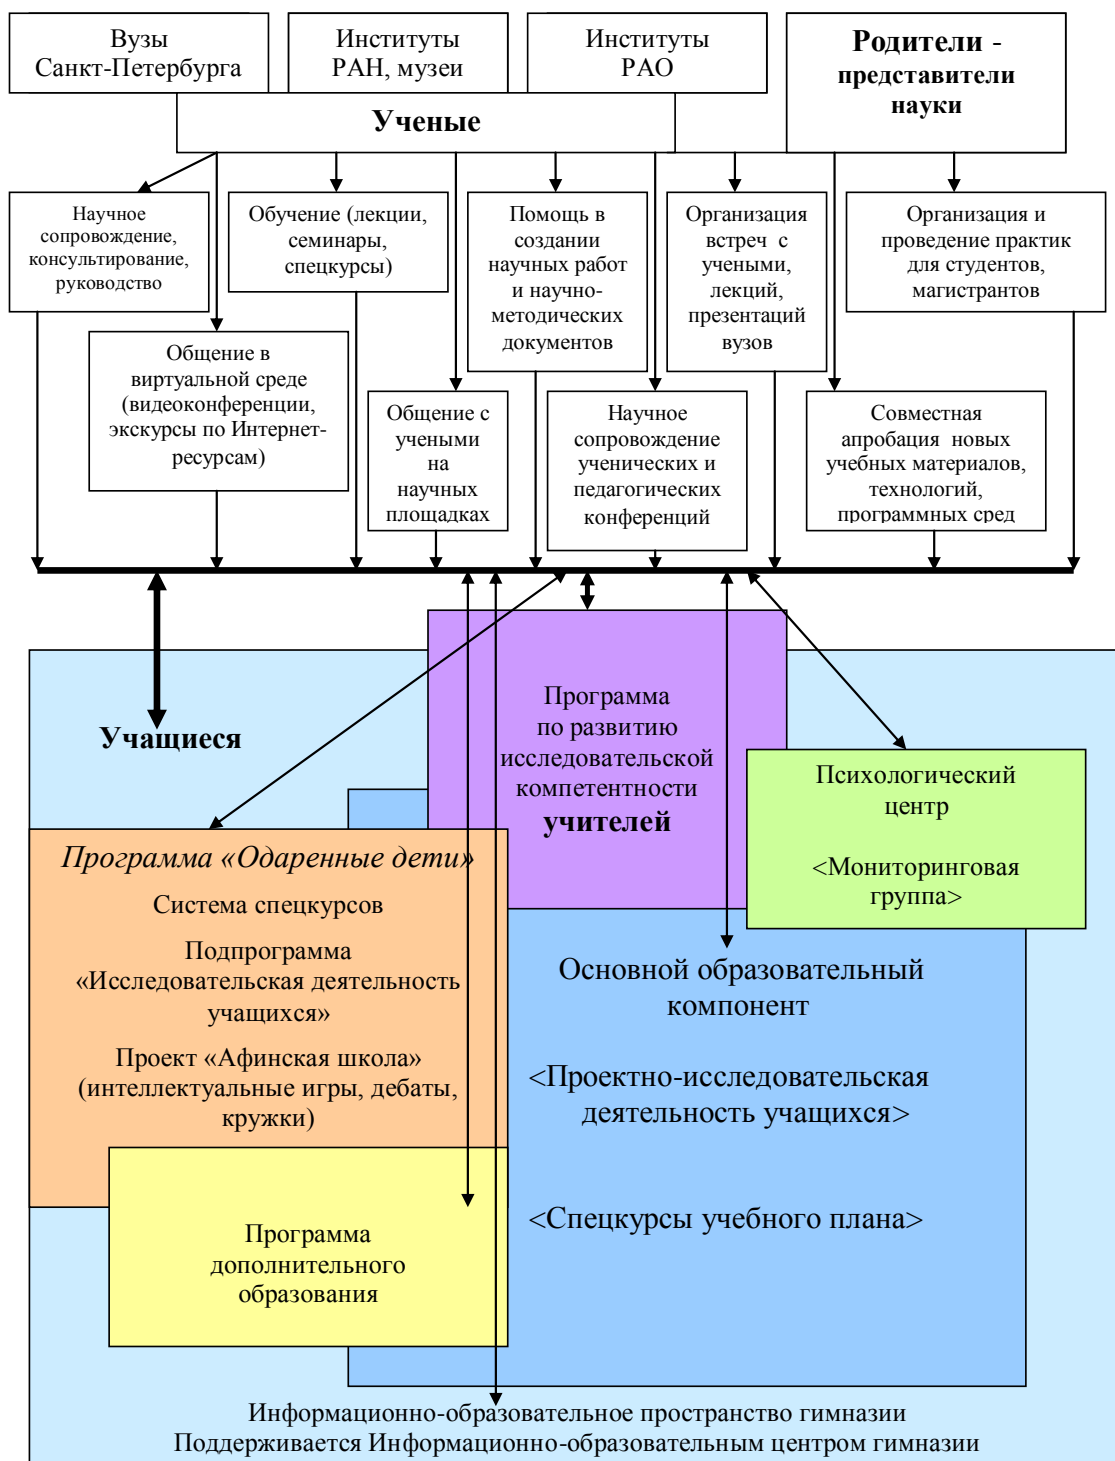 Вузы
Санкт-Петербурга
Институты
РАН, музеи
Институты
РАО
Родители -
представители
науки
Ученые
Научное
сопровождение,
консультирование,
руководство
Обучение (лекции,
семинары,
спецкурсы)
Помощь в
создании
научных работ
и научно-
методических
документов
Организация
встреч с
учеными,
лекций,
презентаций
вузов
Организация и
проведение практик
для студентов,
магистрантов
Общение в
виртуальной среде
(видеоконференции,
экскурсы по Интернет-
ресурсам)
Общение с
учеными
на
научных
площадках
Научное
сопровождение
ученических и
педагогических
конференций
Совместная
апробация новых
учебных материалов,
технологий,
программных сред
Учащиеся
Программа
по развитию
исследовательской
компетентности
учителей
Психологический
центр
<Мониторинговая
группа>
Программа «Одаренные дети»
Система спецкурсов
Подпрограмма
«Исследовательская деятельность
учащихся»
Проект «Афинская школа»
(интеллектуальные игры, дебаты,
кружки)
Основной образовательный
компонент
<Проектно-исследовательская
деятельность учащихся>
<Спецкурсы учебного плана>
Программа
дополнительного
образования
Информационно-образовательное пространство гимназии
Поддерживается Информационно-образовательным центром гимназии